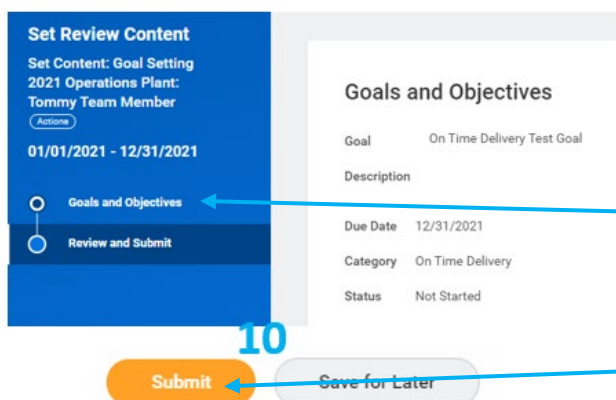 Set Review Content
Set Content: Goal Setting
2021 Operations Plant:
Tommy Team Member
Actions
01/01/2021 - 12/31/2021
Goals and Objectives
Review and Submit
Goals and Objectives
Goal On Time Delivery Test Goal
Description
Due Date 12/31/2021
Category On Time Delivery
Status Not Started
10
Submit
Save for Later